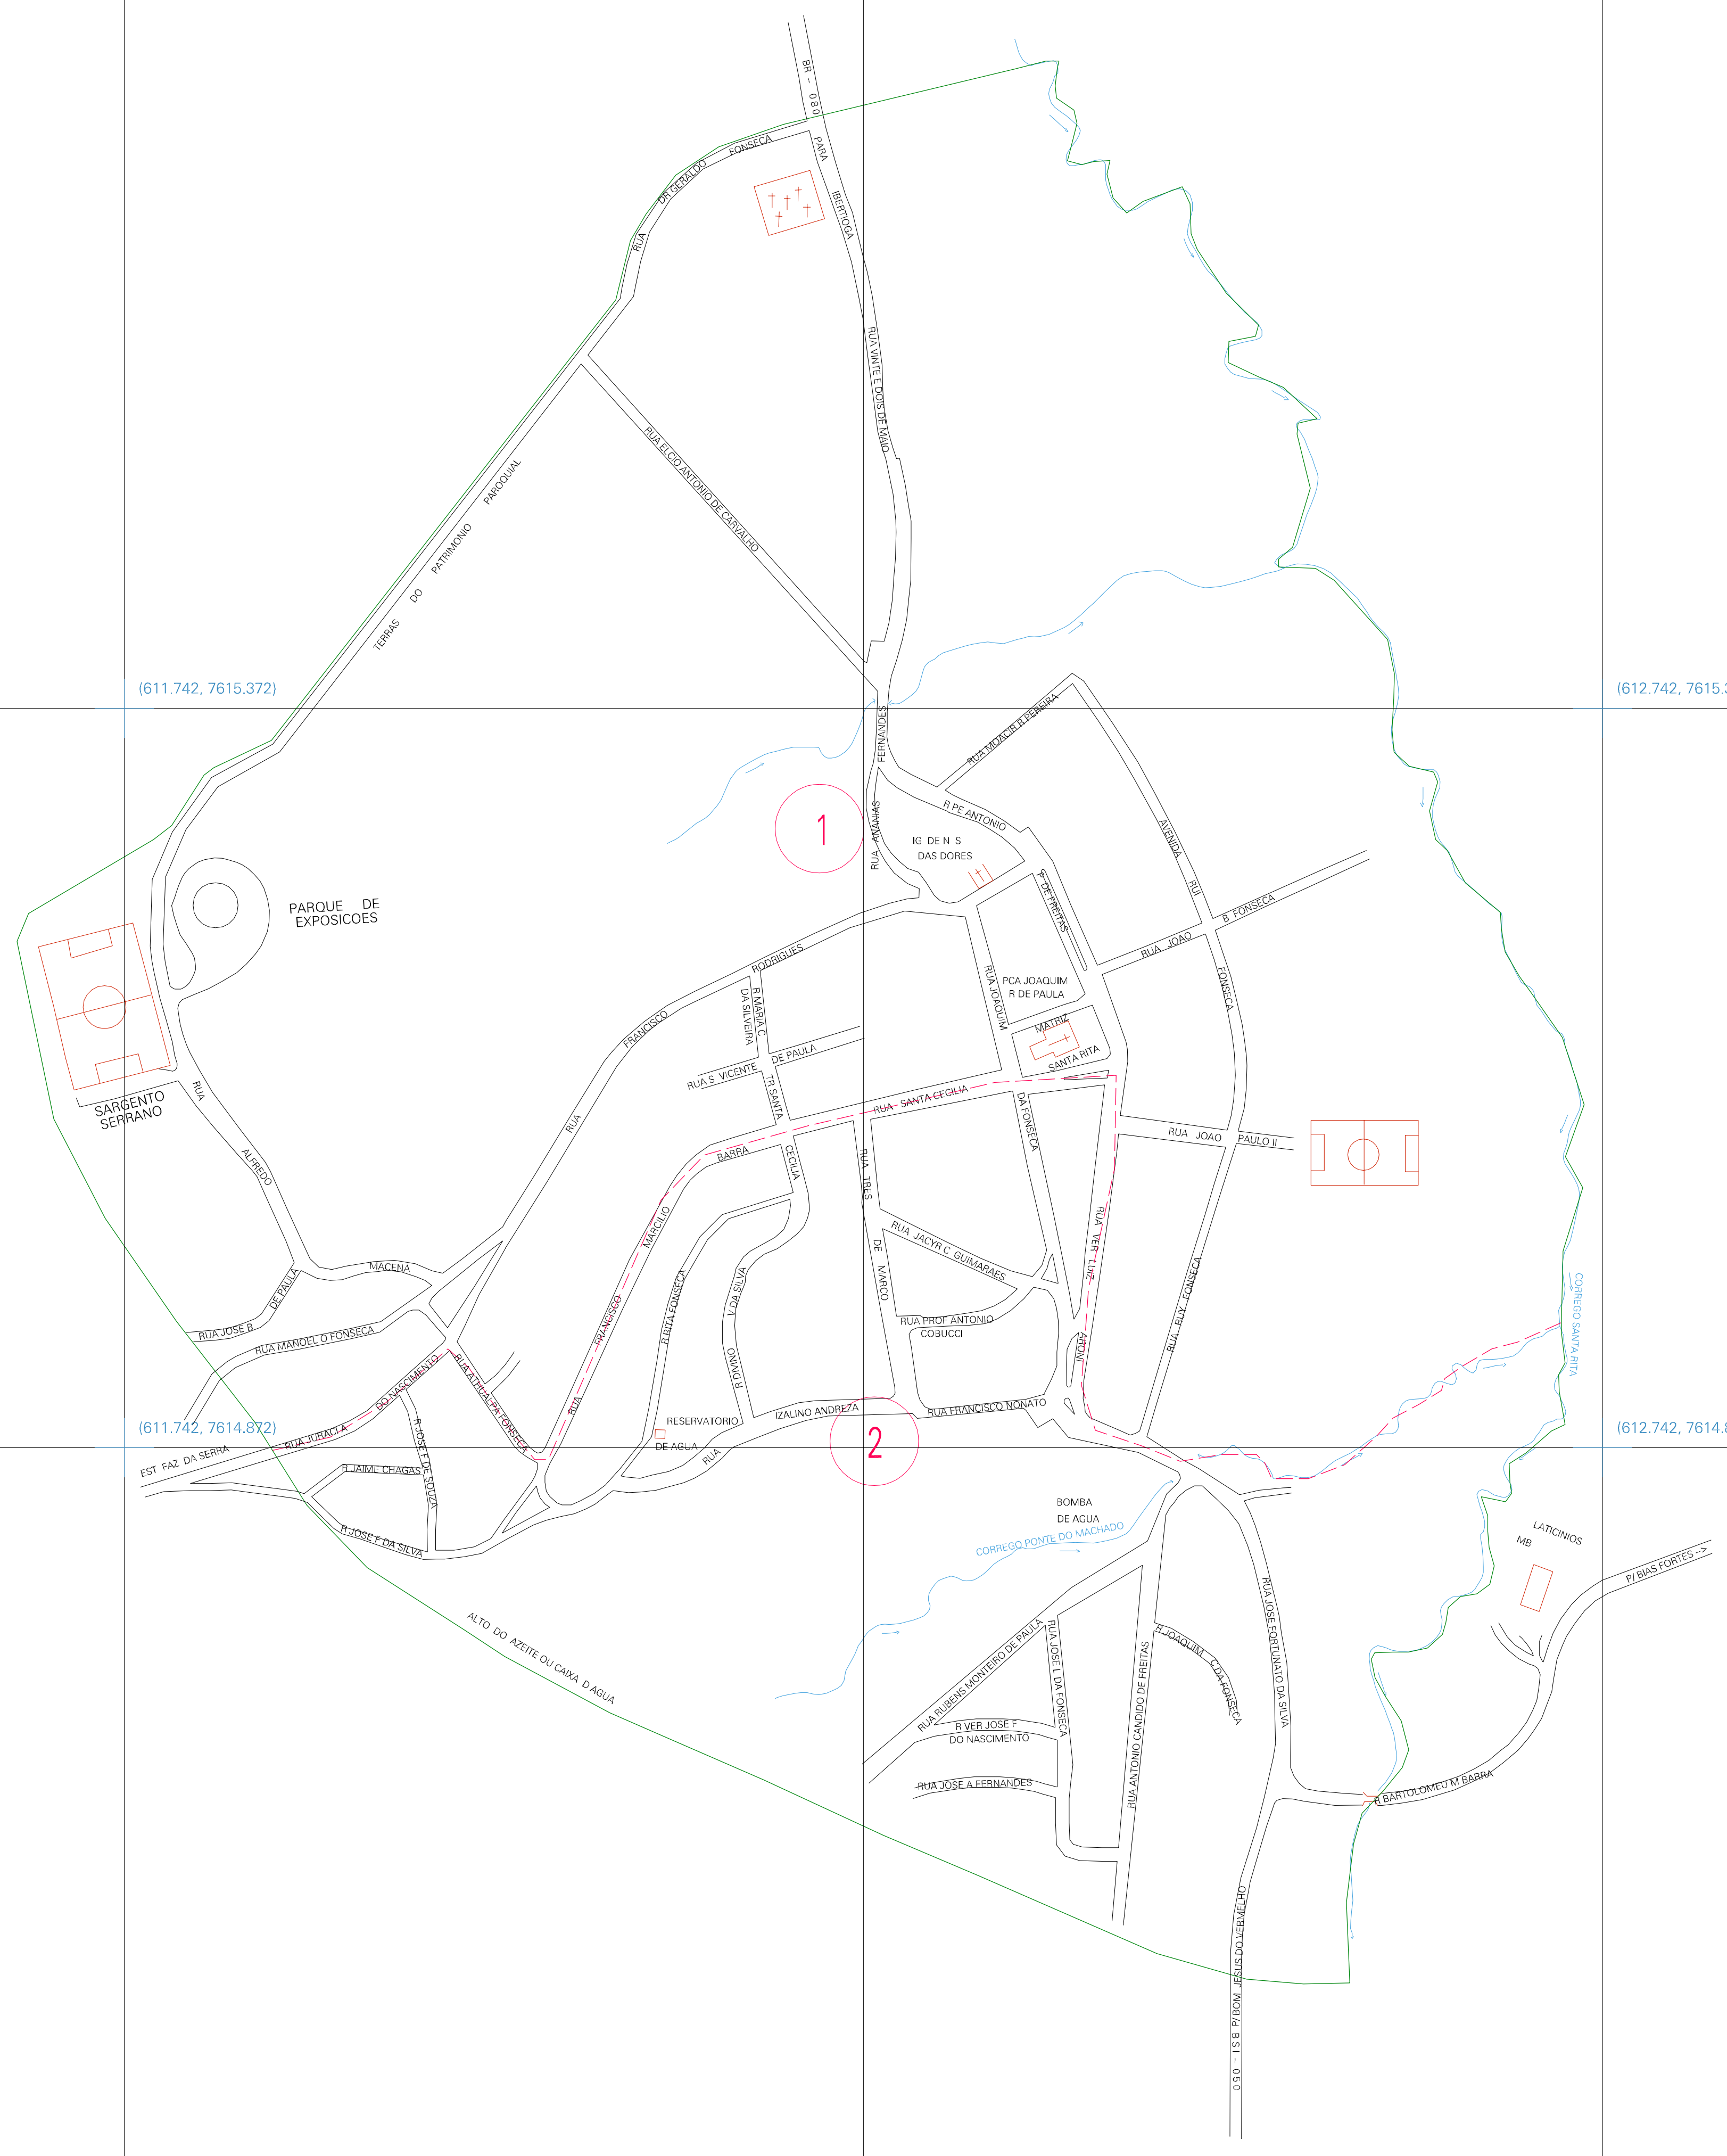 BR - 080
PARA
IBERTIOGA
RUA
DR GERALDO
FONSECA
RUA VINTE E DOIS DE MAIO
RUA ELCIO ANTONIO DE CARVALHO
TERRAS DO PATRIMONIO PAROQUIAL
(611.742, 7615.372)
(612.742, 7615.3
FERNANDES
RUA MOACIR R PEREIRA
R PE ANTONIO
RUA ANANIAS
1
IG DE N S
DAS DORES
P DE FREITAS
AVENIDA
RUI
B FONSECA
RUA JOAO
FONSECA
PARQUE DE
EXPOSICOES
RODRIGUES
FRANCISCO
RUA
R MARIA C
DA SILVEIRA
RUA JOAQUIM
PCA JOAQUIM
R DE PAULA
MATRIZ
SANTA RITA
DE PAULA
RUA S VICENTE
TR SANTA
CECILIA
RUA SANTA CECILIA
SARGENTO
SERRANO
RUA
ALFREDO
DA FONSECA
RUA JOAO
PAULO II
BARRA
MARCILIO
FRANCISCO
RUA
RUA TRES
DE MARCO
RUA JACYR C GUIMARAES
RUA VER LUIZ
ARONI
RUA BUY FONSECA
MACENA
DE PAULA
RUA JOSE B
RUA MANOEL O FONSECA
R RITA FONSECA
V DA SILVA
R DIVINO
RUA PROF ANTONIO
COBUCCI
CORREGO SANTA RITA
DO NASCIMENTO
RUA JURACI A
RUA ATHUALPA FONSECA
RESERVATORIO
DE AGUA
IZALINO ANDREZA
RUA
RUA FRANCISCO NONATO
(611.742, 7614.872)
(612.742, 7614.8
2
EST FAZ DA SERRA
R JOSE F DE SOUZA
R JAIME CHAGAS
R JOSE F DA SILVA
BOMBA
DE AGUA
CORREGO PONTE DO MACHADO
LATICINIOS
MB
P/ BIAS FORTES -->
ALTO DO AZEITE OU CAIXA D AGUA
RUA RUBENS MONTEIRO DE PAULA
RUA JOSE L DA FONSECA
R JOAQUIM C DA FONSECA
RUA JOSE FORTUNATO DA SILVA
RUA ANTONIO CANDIDO DE FREITAS
R VER JOSE F
DO NASCIMENTO
RUA JOSE A FERNANDES
R BARTOLOMEU M BARRA
I S B P/ BOM JESUS DO VERMELHO
I - 050